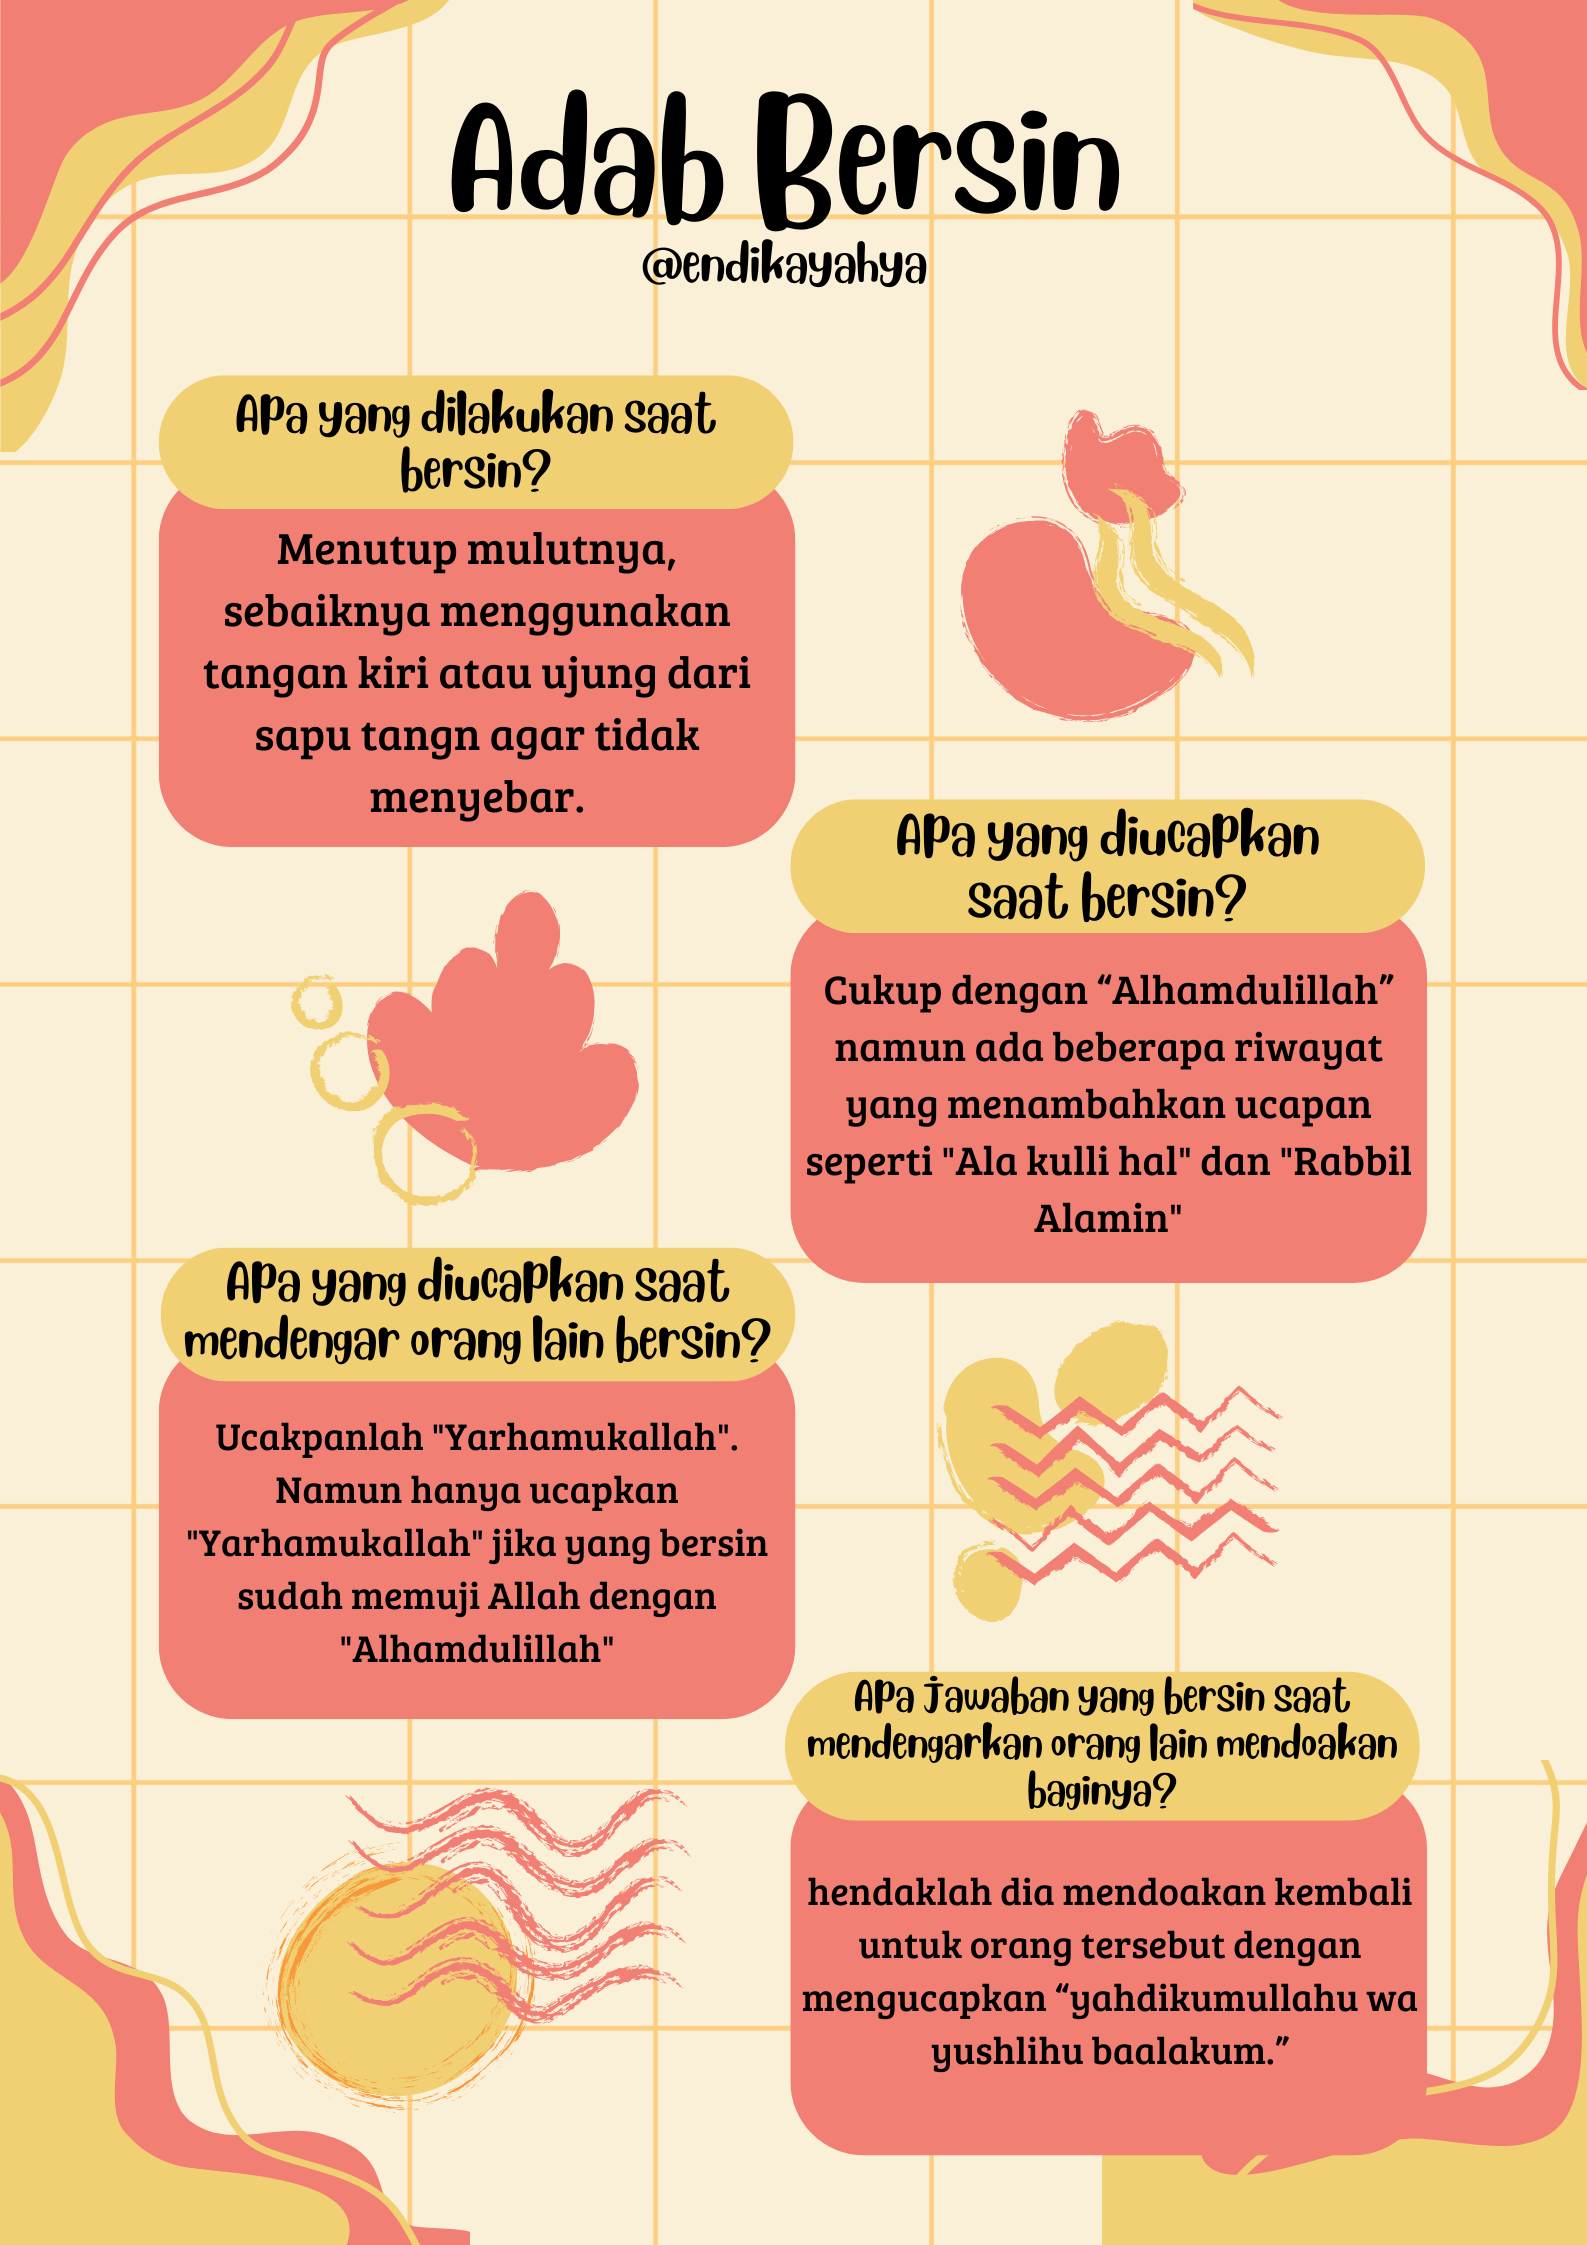 Adab Bersin
@endikayahya
Apa yang dilakukan saat
bersin?
Menutup mulutnya,
sebaiknya menggunakan
tangan kiri atau ujung dari
sapu tangn agar tidak
menyebar.
Apa yang diucapkan
saat bersin?
Cukup dengan “Alhamdulillah”
namun ada beberapa riwayat
yang menambahkan ucapan
seperti "Ala kulli hal" dan "Rabbil
Alamin"
Apa yang diucapkan saat
mendengar orang lain bersin?
Ucakpanlah "Yarhamukallah".
Namun hanya ucapkan
"Yarhamukallah" jika yang bersin
sudah memuji Allah dengan
"Alhamdulillah"
Apa Jawaban yang bersin saat
mendengarkan orang lain mendoakan
baginya?
hendaklah dia mendoakan kembali
untuk orang tersebut dengan
mengucapkan “yahdikumullahu wa
yushlihu baalakum.”